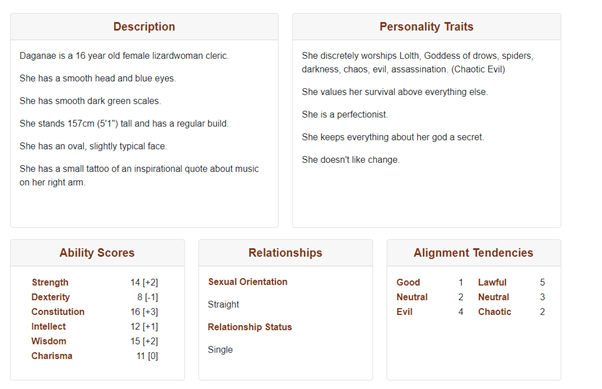 Description
Daganae is a 16 year old female lizardwoman cleric.
She has a smooth head and blue eyes.
She has smooth dark green scales.
She stands 157cm (5'1") tall and has a regular build.
She has an oval, slightly typical face.
She has a small tattoo of an inspirational quote about music
on her right arm.
Personality Traits
She discretely worships Lolth, Goddess of drows, spiders,
darkness, chaos, evil, assassination. (Chaotic Evil)
She values her survival above everything else.
She is a perfectionist.
She keeps everything about her god a secret.
She doesn't like change.
Ability Scores
Strength 14 [+2]
Dexterity 8 [-1]
Constitution 16 [+3]
Intellect 12 [+1]
Wisdom 15 [+2]
Charisma 11 [0]
Relationships
Sexual Orientation
Straight
Relationship Status
Single
Alignment Tendencies
Good 1 Lawful 5
Neutral 2 Neutral 3
Evil 4 Chaotic 2